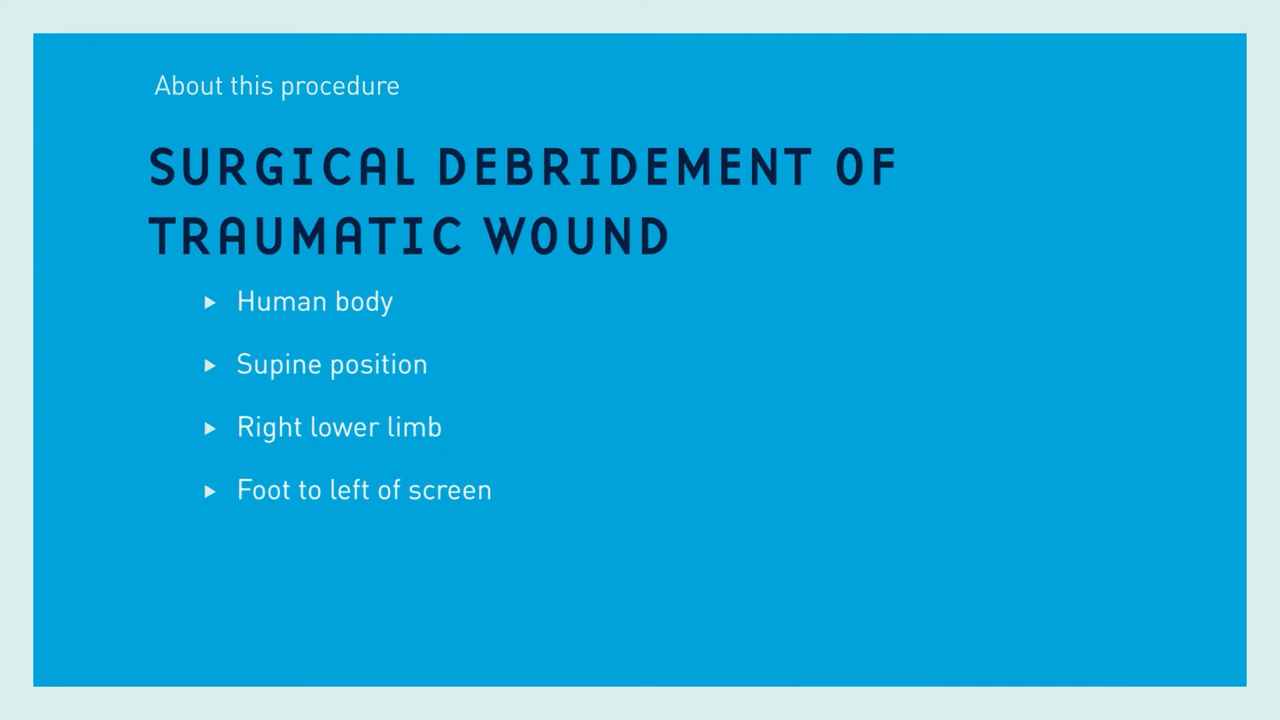 About this procedure
SURGICAL DEBRIDEMENT OF
TRAUMATIC WOUND
▶ Human body
▶ Supine position
▶ Right lower limb
▶ Foot to left of screen